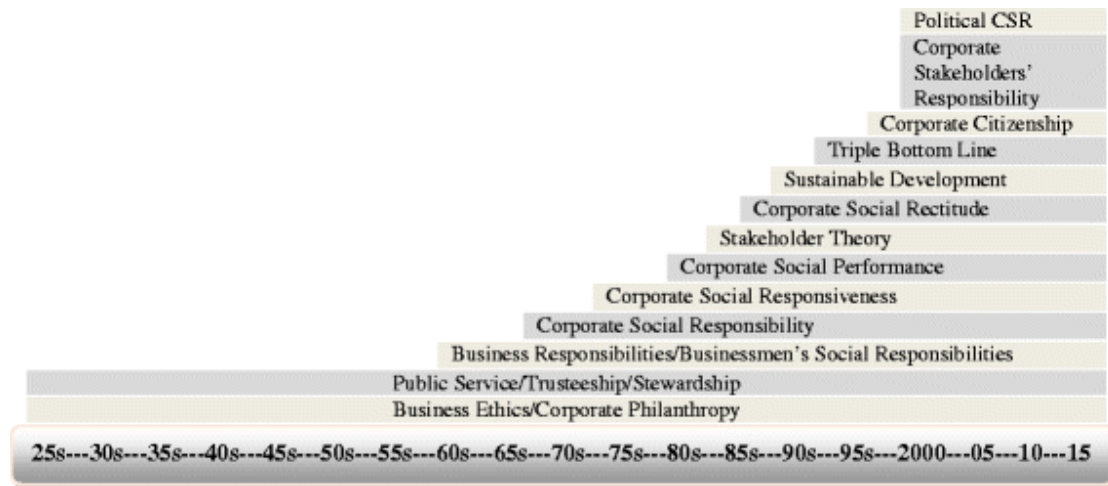 Political CSR
Corporate
Stakeholders’
Responsibility
Corporate Citizenship
Triple Bottom Line
Sustainable Development
Corporate Social Rectitude
Stakeholder Theory
Corporate Social Performance
Corporate Social Responsiveness
Corporate Social Responsibility
Business Responsibilities/Businessmen’s Social Responsibilities
Public Service/Trusteeship/Stewardship
Business Ethics/Corporate Philanthropy
25s---30s---35s---40s---45s---50s---55s---60s---65s---70s---75s---80s---85s---90s---95s---2000---05---10---15